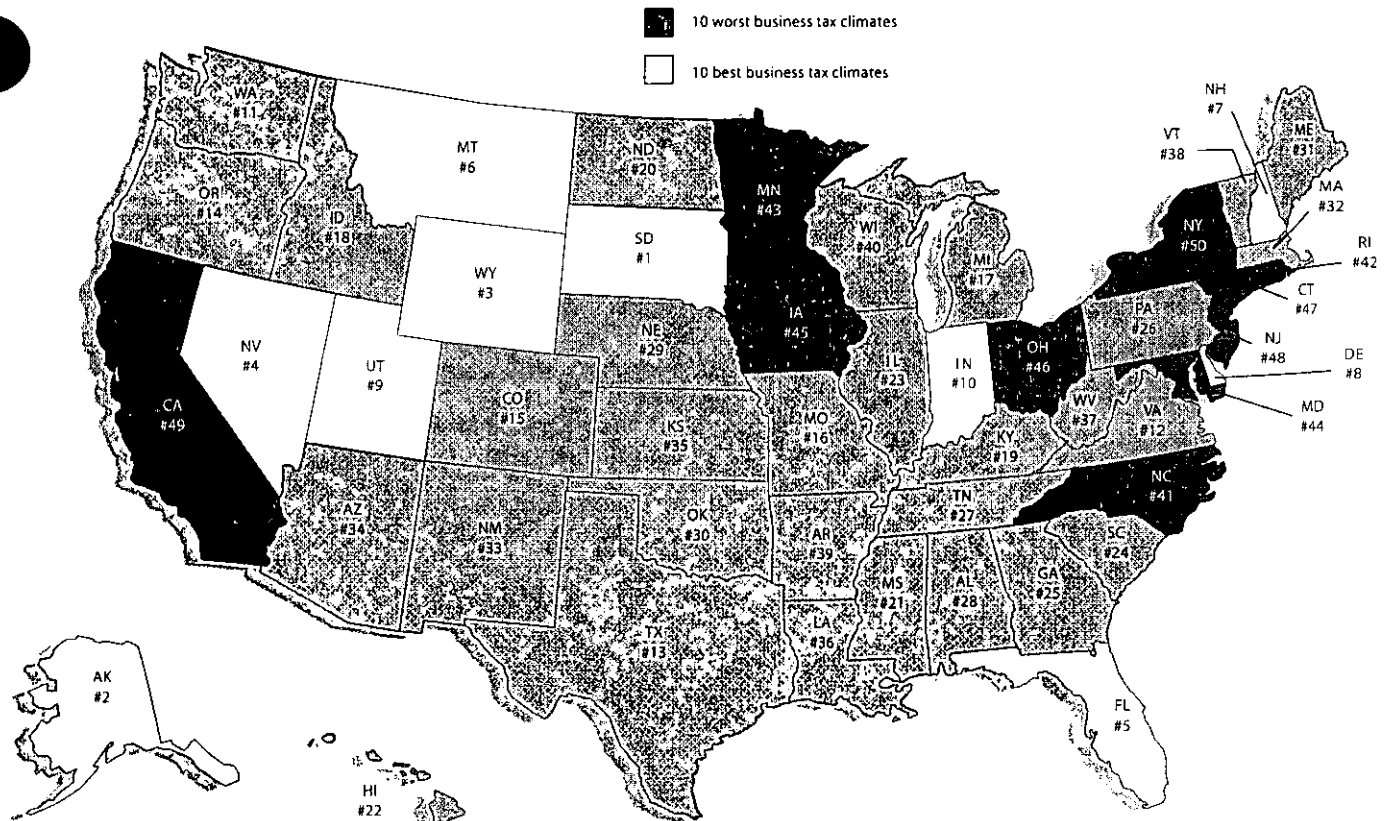 10 worst business tax climates
10 best business tax climates
WA
#11
MT
#6
ND
#20
MN
#43
OR
#14
ID
#18
WY
#3
SD
#1
WI
#40
MI
#17
NH
#7
VT
#38
ME
#31
MA
#32
NY
#50
RI
#42
CT
#47
CA
#49
NV
#4
UT
#9
CO
#15
NE
#29
IA
#45
IL
#23
IN
#10
OH
#46
PA
#26
NJ
#48
DE
#8
MD
#44
WV
#37
VA
#12
KS
#35
MO
#16
KY
#19
NC
#41
AZ
#34
NM
#33
OK
#30
AR
#39
TN
#27
SC
#24
MS
#21
AL
#28
GA
#25
TX
#13
LA
#36
FL
#5
AK
#2
HI
#22